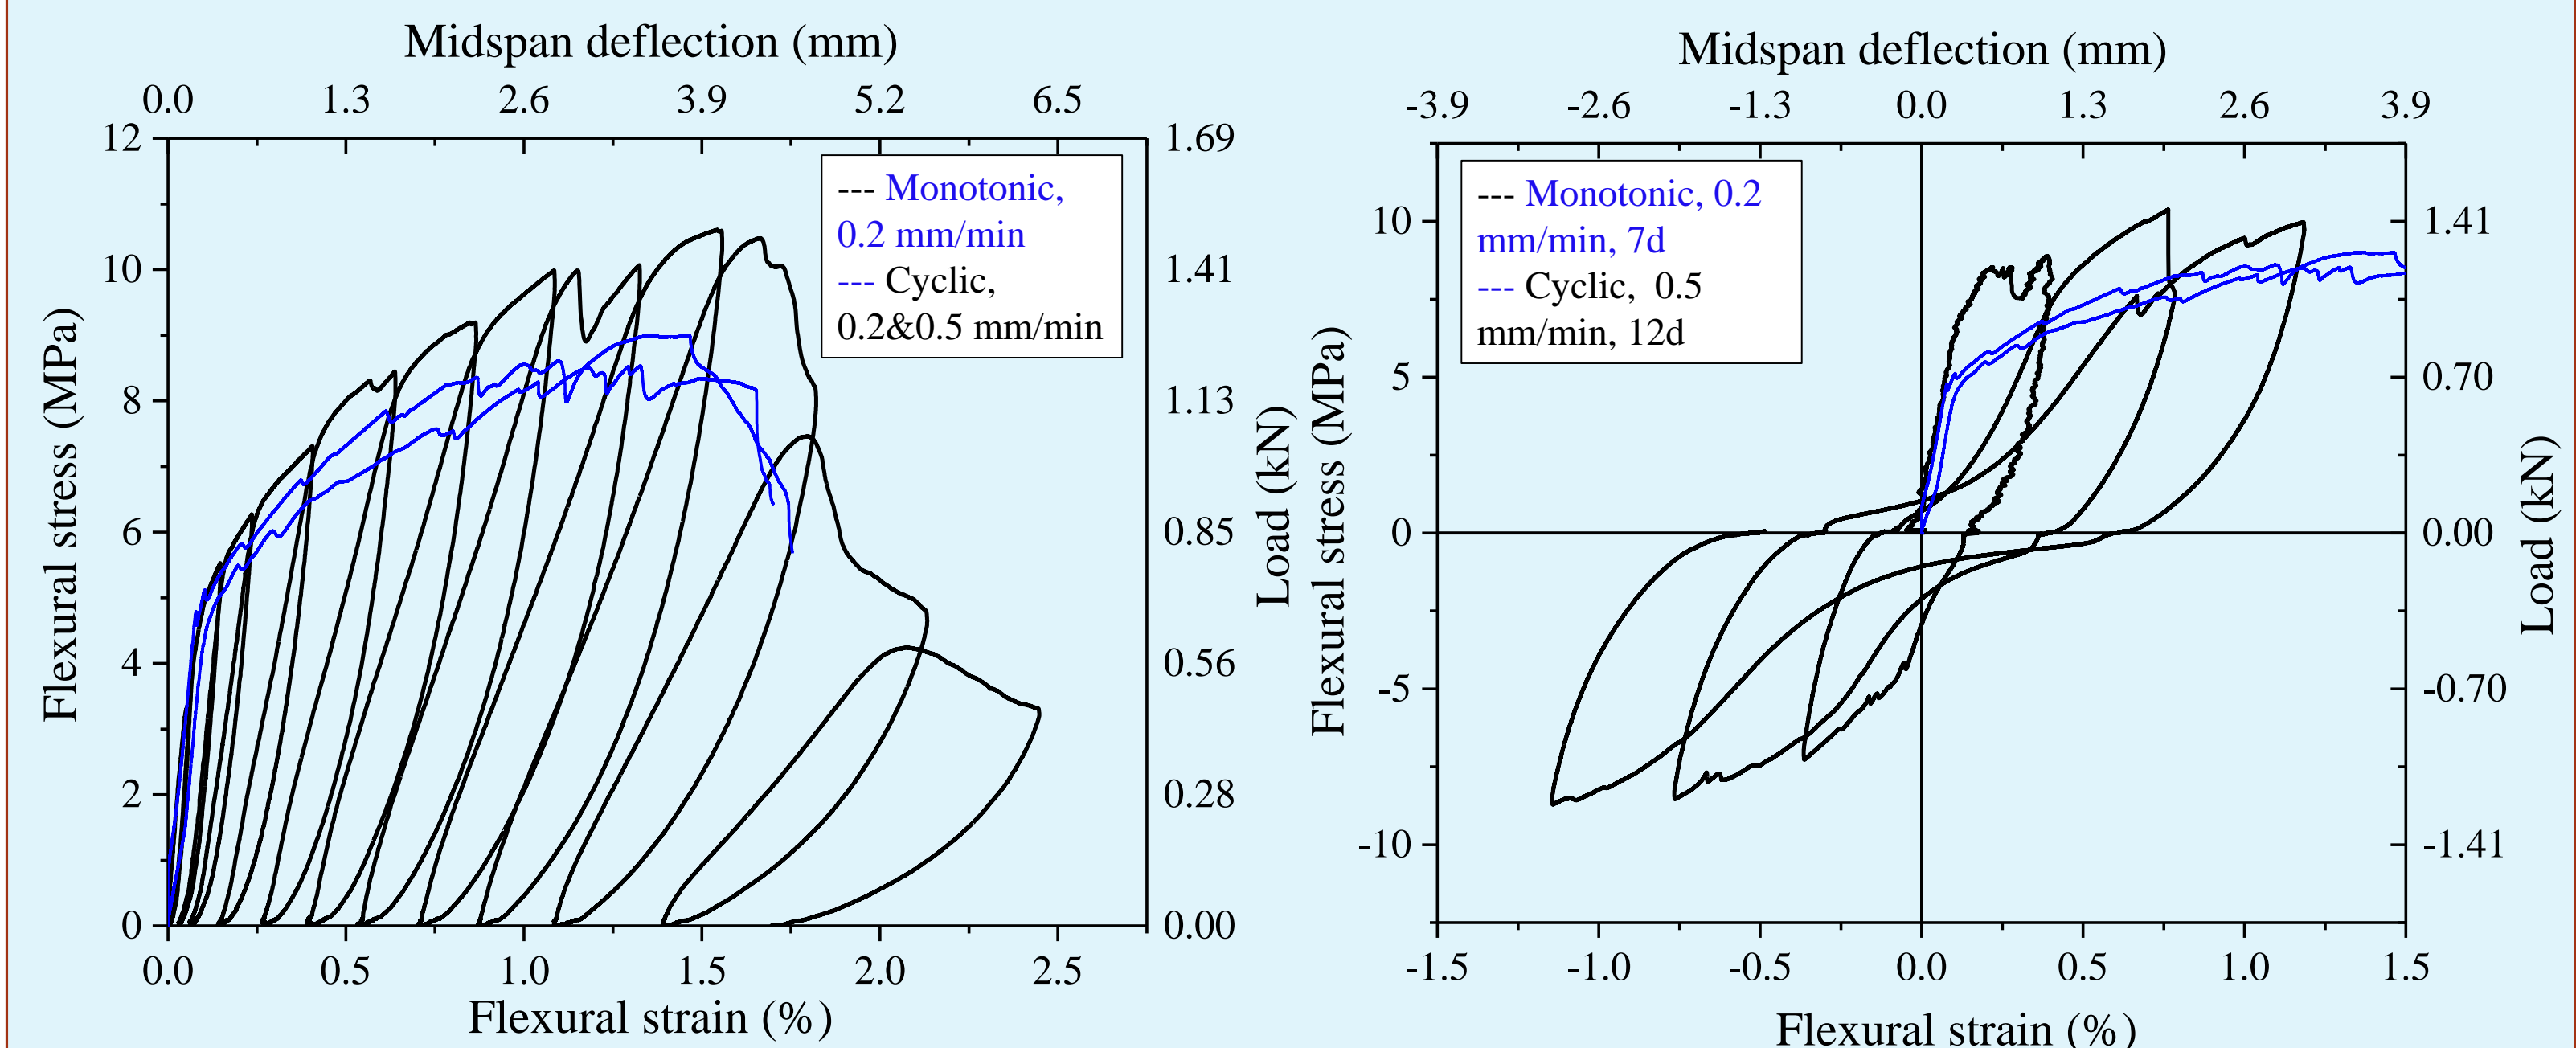 Midspan deflection (mm)
0.0 1.3 2.6 3.9 5.2 6.5
12
10
8
6
4
2
0
Flexural stress (MPa)
--- Monotonic,
0.2 mm/min
--- Cyclic,
0.2&0.5 mm/min
1.69
1.41
1.13
0.85
0.56
0.28
0.00
Load (kN)
0.0 0.5 1.0 1.5 2.0 2.5
Flexural strain (%)
Midspan deflection (mm)
-3.9 -2.6 -1.3 0.0 1.3 2.6 3.9
10
5
0
-5
-10
Flexural stress (MPa)
--- Monotonic, 0.2
mm/min, 7d
--- Cyclic, 0.5
mm/min, 12d
1.41
0.70
0.00
-0.70
-1.41
Load (kN)
-1.5 -1.0 -0.5 0.0 0.5 1.0 1.5
Flexural strain (%)